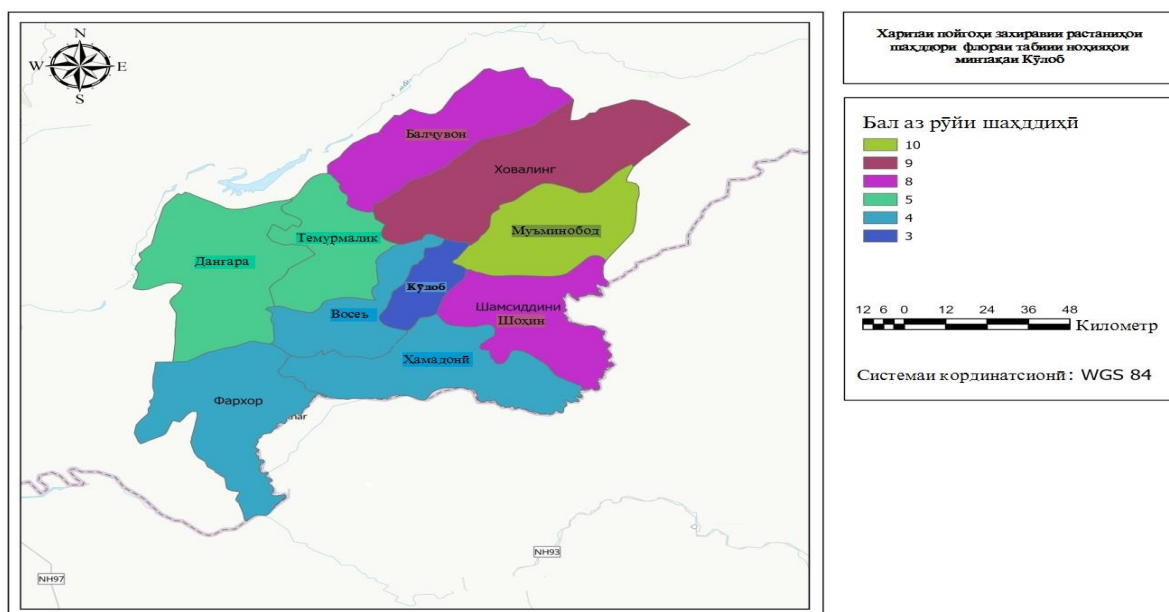 N
W E
S
Балҷувон
Ховалинг
Муъминобод
Темурмалик
Данғара
Кӯлоб
Восеъ
Шамсиддини
Шоҳин
Ҳамадонӣ
Фархор
NH93
NH97
Харитаи пойгоҳи захиравии растаниҳои
шаҳддори флораи табиии ноҳияҳои
минтақаи Кӯлоб
Бал аз рӯйи шаҳддиҳӣ
10
9
8
5
4
3
12 6 0 12 24 36 48
Километр
Системаи кординатсионӣ: WGS 84